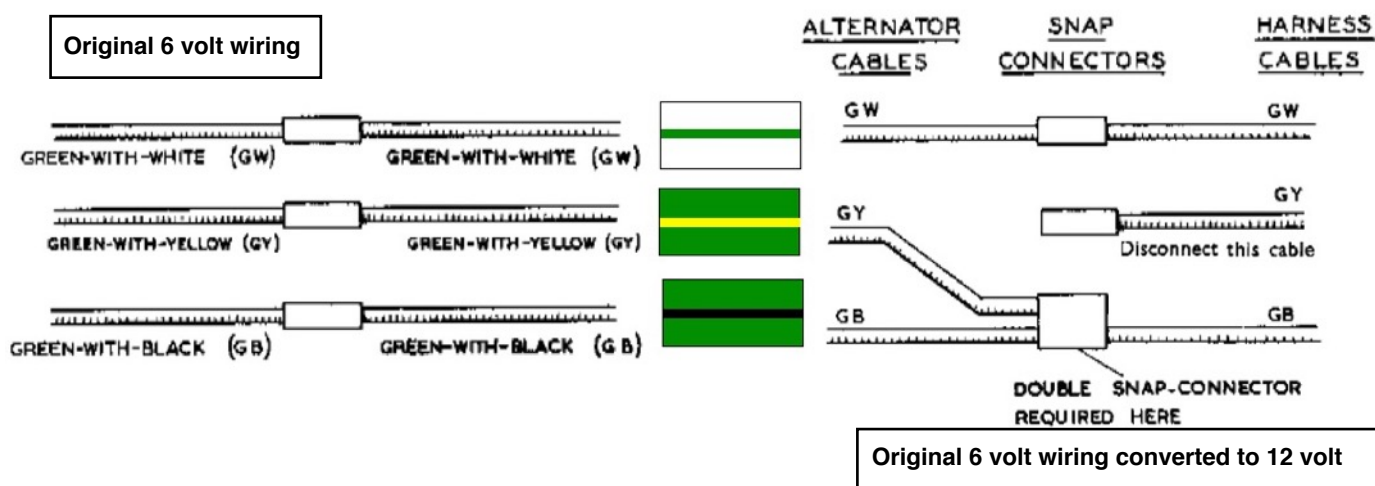 Original 6 volt wiring
GREEN-WITH-WHITE (GW) GREEN-WITH-WHITE (GW)
GREEN-WITH-YELLOW (GY) GREEN-WITH-YELLOW (GY)
GREEN-WITH-BLACK (GB) GREEN-WITH-BLACK (GB)
ALTERNATOR CABLES
SNAP CONNECTORS
HARNESS CABLES
GW GW
GY GY
Disconnect this cable
GB GB
DOUBLE SNAP-CONNECTOR
REQUIRED HERE
Original 6 volt wiring converted to 12 volt